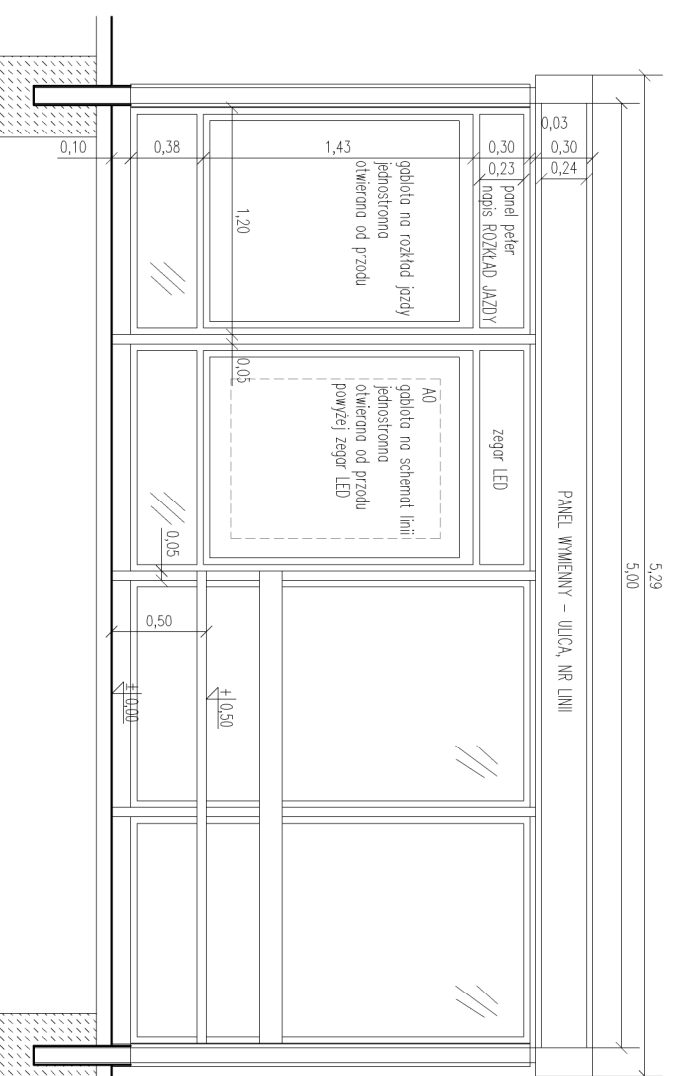 5,29
5,00
PANEL WYMIENNY – ULICA, NR LINII
0,03
0,10
0,38
1,43
0,30
0,30
0,23
0,24
panel pełer
napis ROZKŁAD JAZDY
zegar LED
gablota na rozkład jazdy
jednostronna
otwierana od przodu
1,20
0,05
A0
gablota na schemat linii
jednostronna
otwierana od przodu
powyżej zegar LED
0,05
0,50
± 0,00
+ 0,50